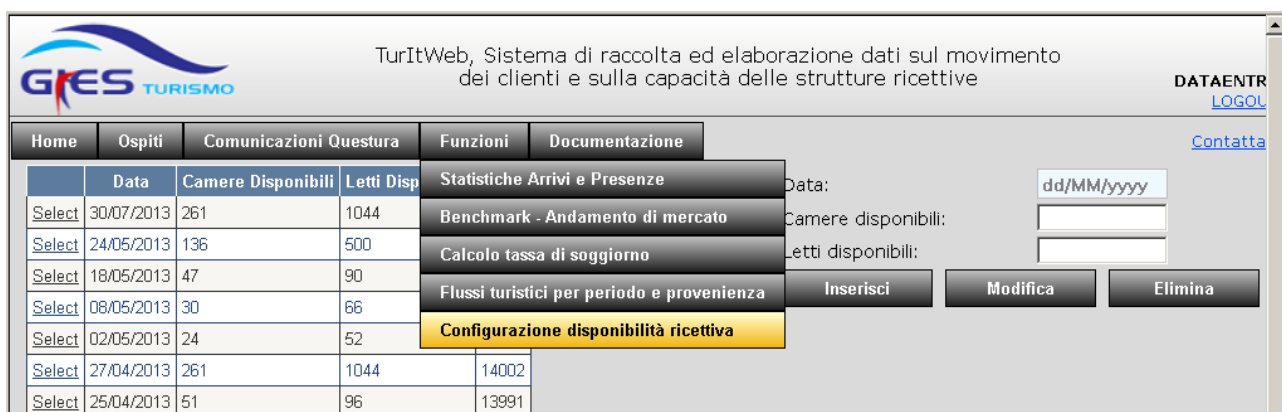 TurItWeb, Sistema di raccolta ed elaborazione dati sul movimento
dei clienti e sulla capacità delle strutture ricettive
GIES TURISMO
DATAENTR
LOGOU
Home Ospiti Comunicazioni Questura Funzioni Documentazione
Contatta
Data Camere Disponibili Letti Disp
Select 30/07/2013 261 1044
Select 24/05/2013 136 500
Select 18/05/2013 47 90
Select 08/05/2013 30 66
Select 02/05/2013 24 52
Select 27/04/2013 261 1044 14002
Select 25/04/2013 51 96 13991
Statistiche Arrivi e Presenze
Benchmark - Andamento di mercato
Calcolo tassa di soggiorno
Flussi turistici per periodo e provenienza
Configurazione disponibilità ricettiva
Data: dd/MM/yyyy
Camere disponibili:
Letti disponibili:
Inserisci Modifica Elimina